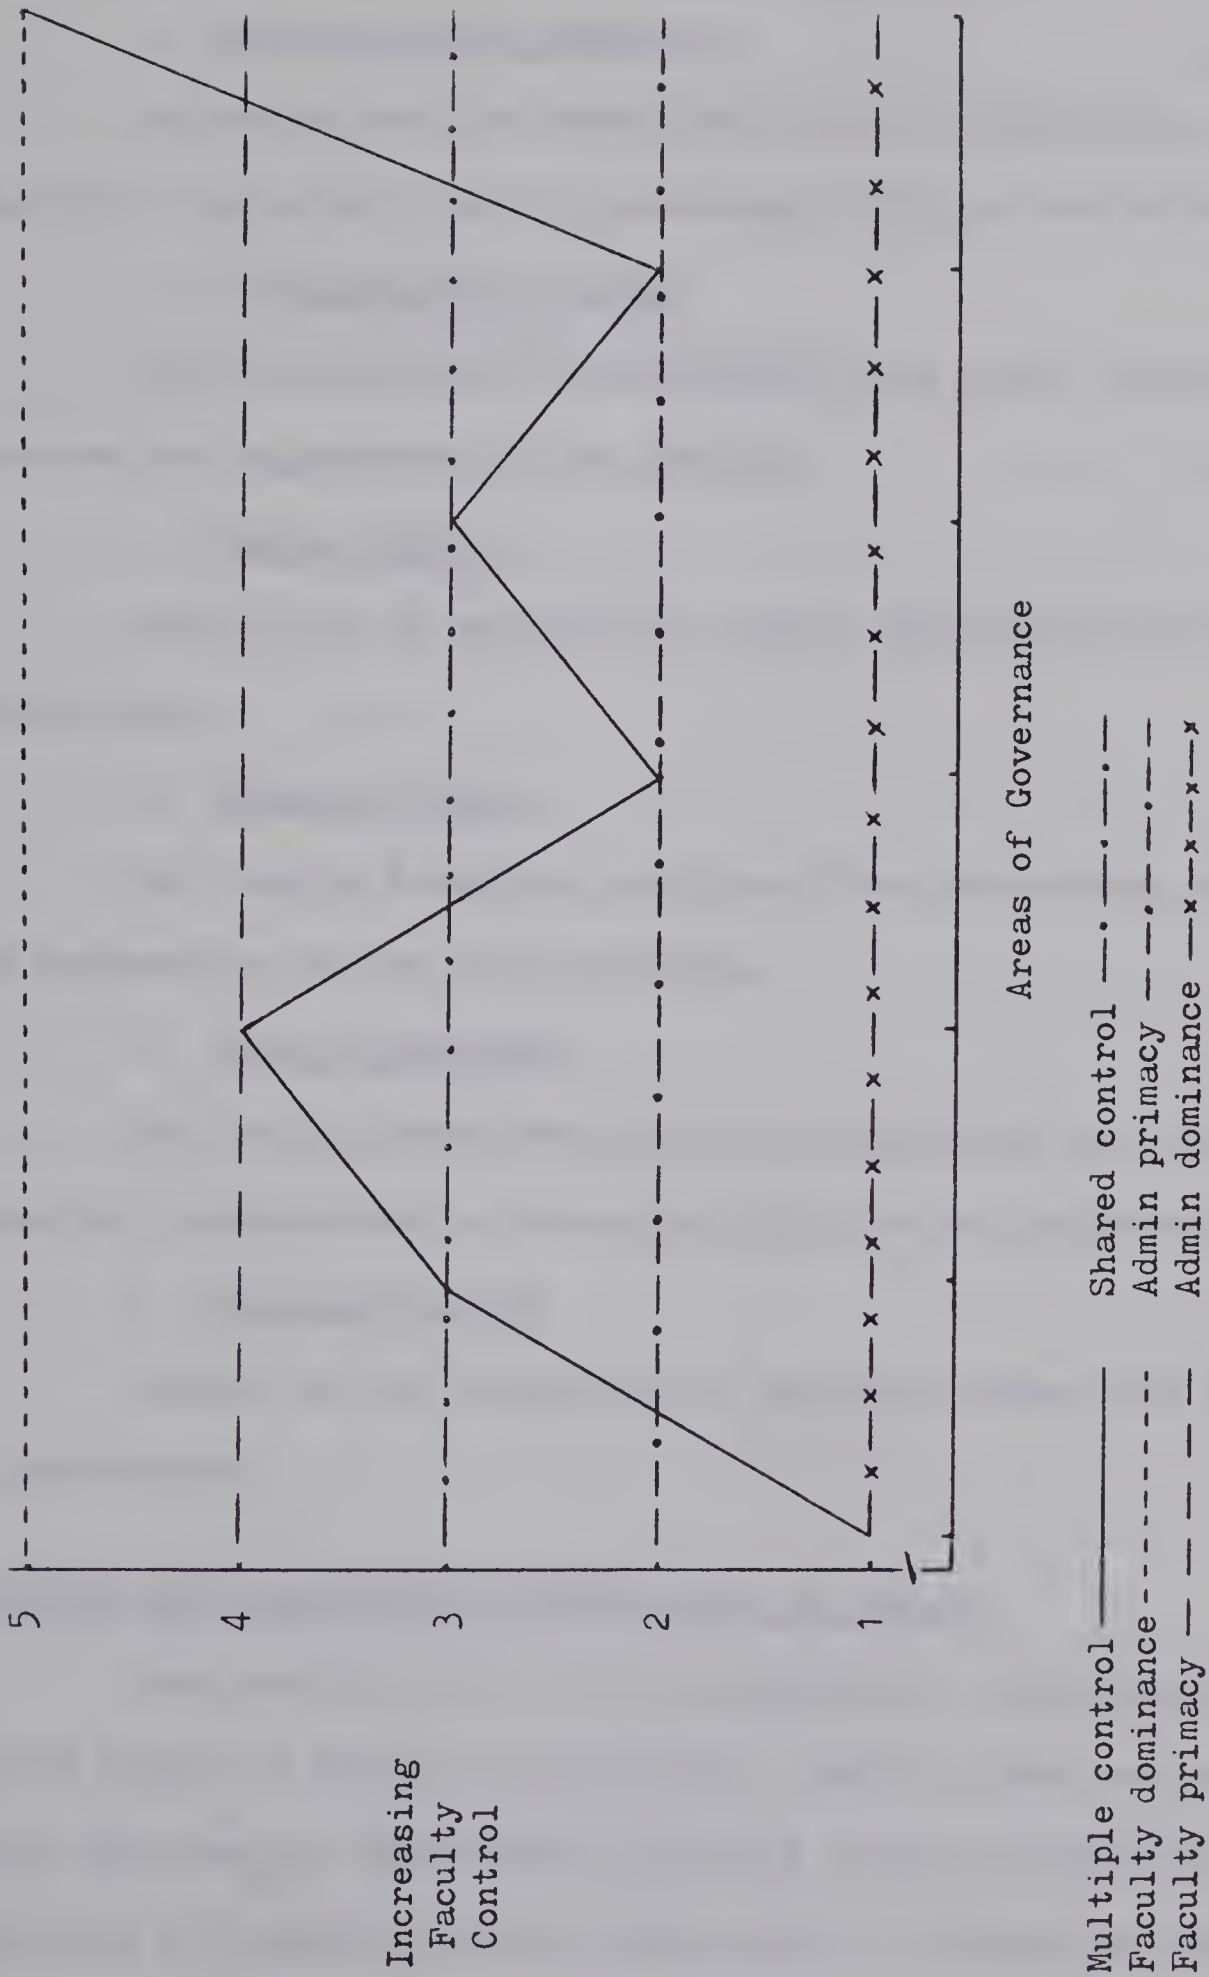 5
4
3
2
1
Increasing
Faculty
Control
Areas of Governance
Multiple control
Faculty dominance
Faculty primacy
Shared control
Admin primacy
Admin dominance